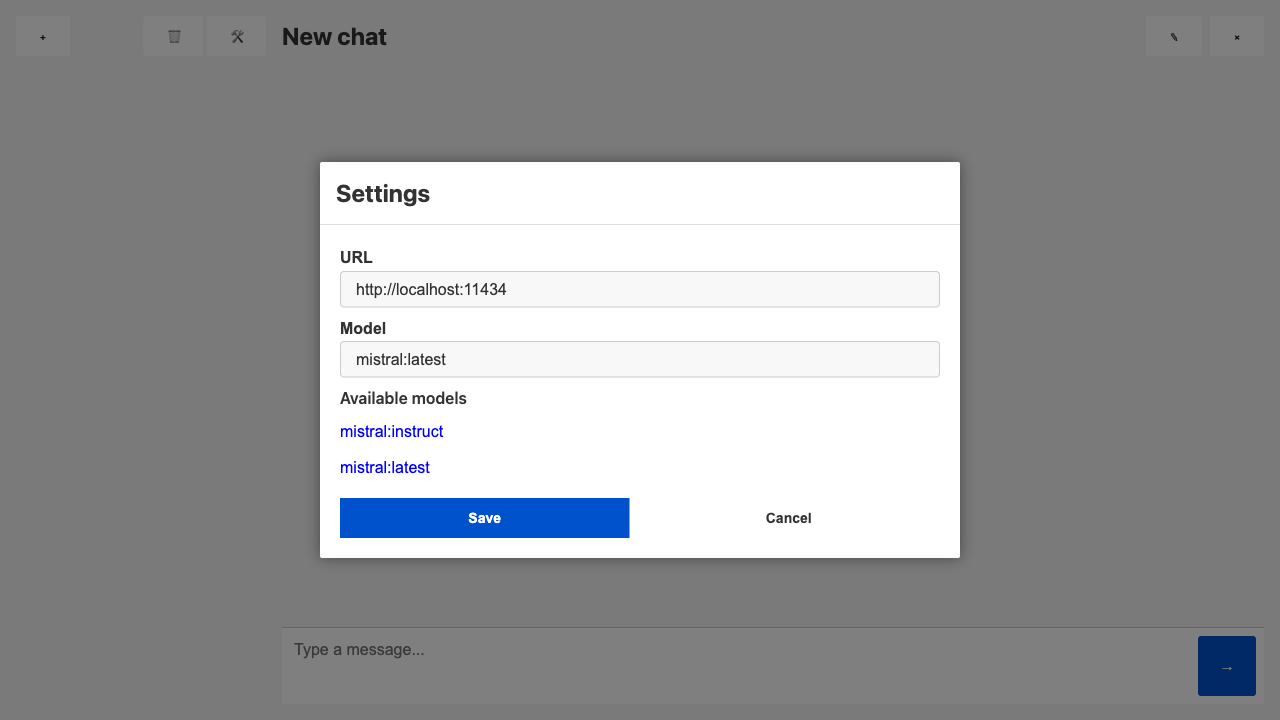 + 🗑 🛠 New chat ✎ ×
Settings
URL
http://localhost:11434
Model
mistral:latest
Available models
mistral:instruct
mistral:latest
Save Cancel
Type a message...
→